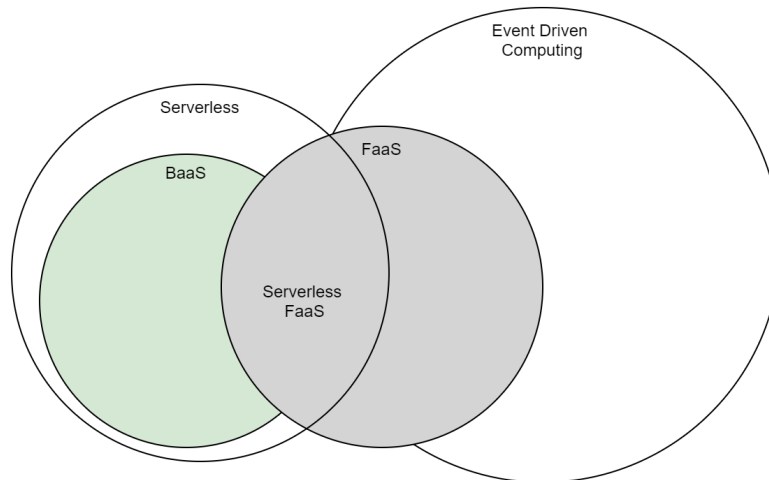 Event Driven
Computing
Serverless
FaaS
BaaS
Serverless
FaaS